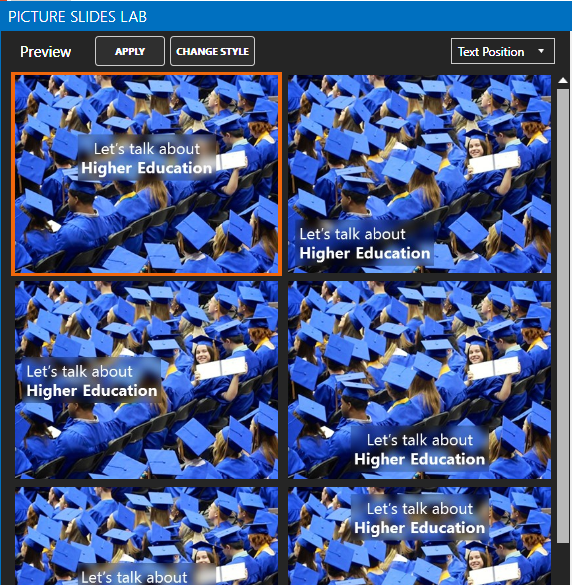 PICTURE SLIDES LAB
Preview
APPLY
CHANGE STYLE
Text Position
Let's talk about
Higher Education
Let's talk about
Higher Education
Let's talk about
Higher Education
Let's talk about
Higher Education
Let's talk about
Let's talk about
Higher Education